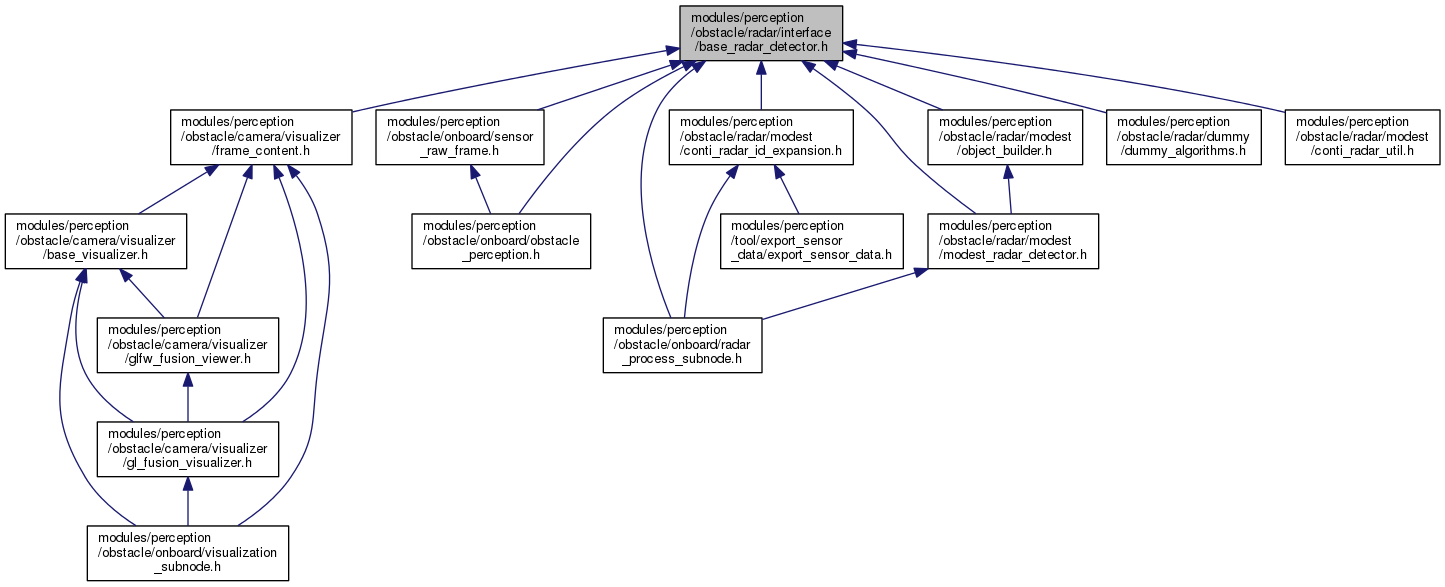 modules/perception
/obstacle/radar/interface
/base_radar_detector.h
modules/perception
/obstacle/camera/visualizer
/frame_content.h
modules/perception
/obstacle/onboard/sensor
_raw_frame.h
modules/perception
/obstacle/radar/modest
/conti_radar_id_expansion.h
modules/perception
/obstacle/radar/modest
/object_builder.h
modules/perception
/obstacle/radar/dummy
/dummy_algorithms.h
modules/perception
/obstacle/radar/modest
/conti_radar_util.h
modules/perception
/obstacle/camera/visualizer
/base_visualizer.h
modules/perception
/obstacle/onboard/obstacle
_perception.h
modules/perception
/tool/export_sensor
_data/export_sensor_data.h
modules/perception
/obstacle/radar/modest
/modest_radar_detector.h
modules/perception
/obstacle/camera/visualizer
/glfw_fusion_viewer.h
modules/perception
/obstacle/onboard/radar
_process_subnode.h
modules/perception
/obstacle/camera/visualizer
/gl_fusion_visualizer.h
modules/perception
/obstacle/onboard/visualization
_subnode.h